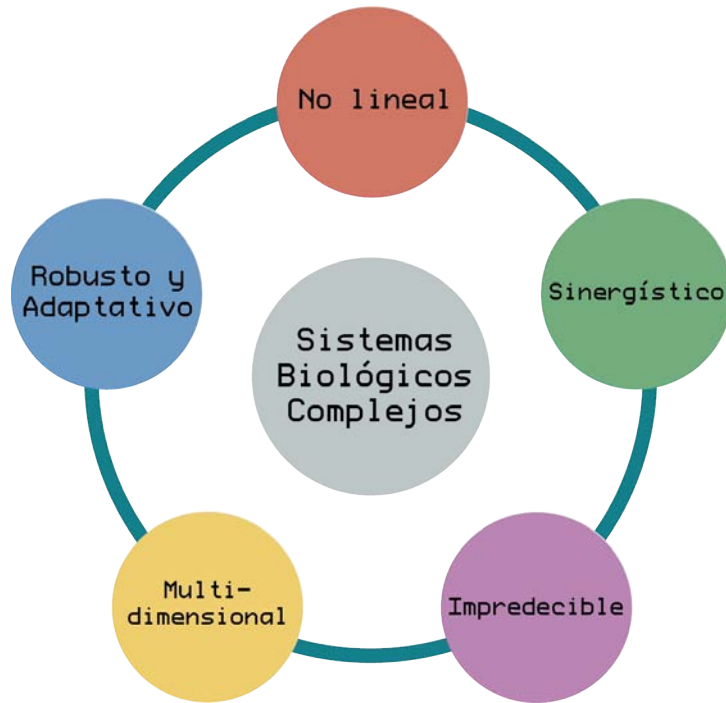 No lineal
Robusto y
Adaptativo
Sinergístico
Sistemas
Biológicos
Complejos
Multi-
dimensional
Impredecible